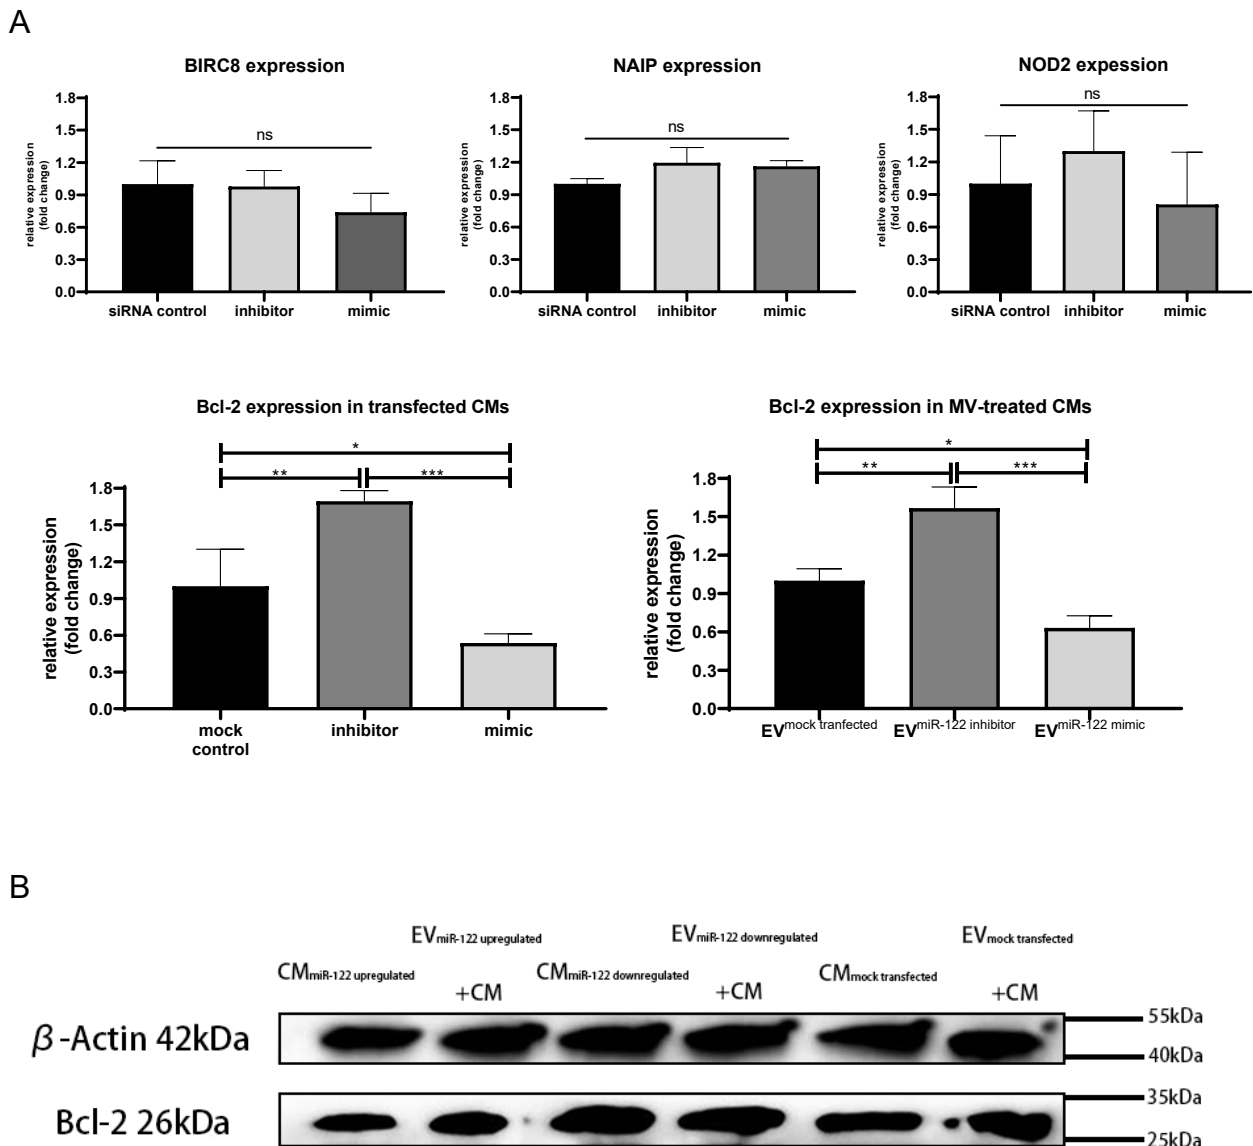 A
BIRC8 expression
relative expression
(fold change)
1.8
1.5
1.2
0.9
0.6
0.3
0.0
ns
siRNA control inhibitor mimic
NAIP expression
relative expression
(fold change)
1.8
1.5
1.2
0.9
0.6
0.3
0.0
ns
siRNA control inhibitor mimic
NOD2 expession
relative expression
(fold change)
1.8
1.5
1.2
0.9
0.6
0.3
0.0
ns
siRNA control inhibitor mimic
Bcl-2 expression in transfected CMs
relative expression
(fold change)
*
** ***
1.8
1.5
1.2
0.9
0.6
0.3
0.0
mock inhibitor mimic
control
Bcl-2 expression in MV-treated CMs
relative expression
(fold change)
*
** ***
1.8
1.5
1.2
0.9
0.6
0.3
0.0
EVmock tranfected EVmiR-122 inhibitor EVmiR-122 mimic
B
EVmiR-122 upregulated EVmiR-122 downregulated EVmock transfected
CMmiR-122 upregulated CMmiR-122 downregulated CMmock transfected
+CM +CM +CM
β-Actin 42kDa
55kDa
40kDa
Bcl-2 26kDa
35kDa
25kDa